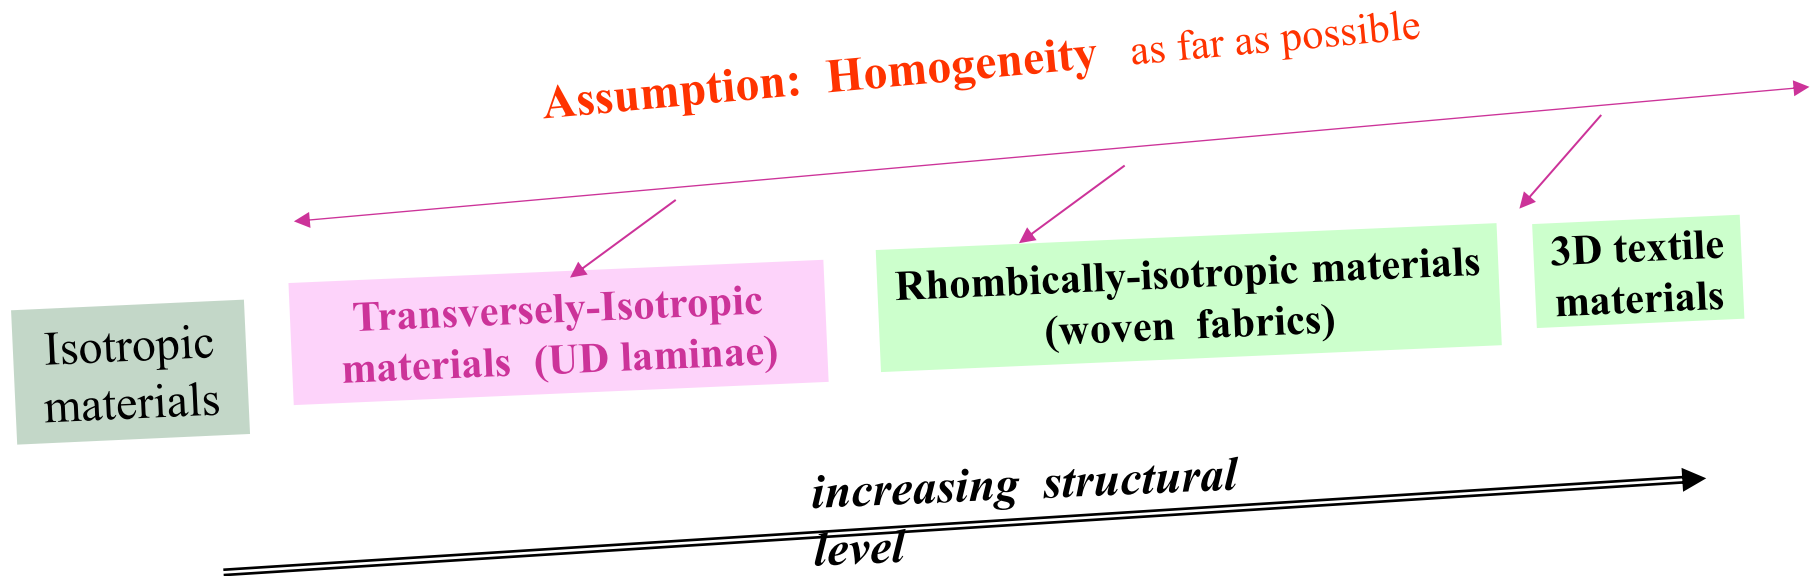 Assumption: Homogeneity as far as possible
Isotropic
materials
Transversely-Isotropic
materials (UD laminae)
Rhombically-isotropic materials
(woven fabrics)
3D textile
materials
increasing structural
level